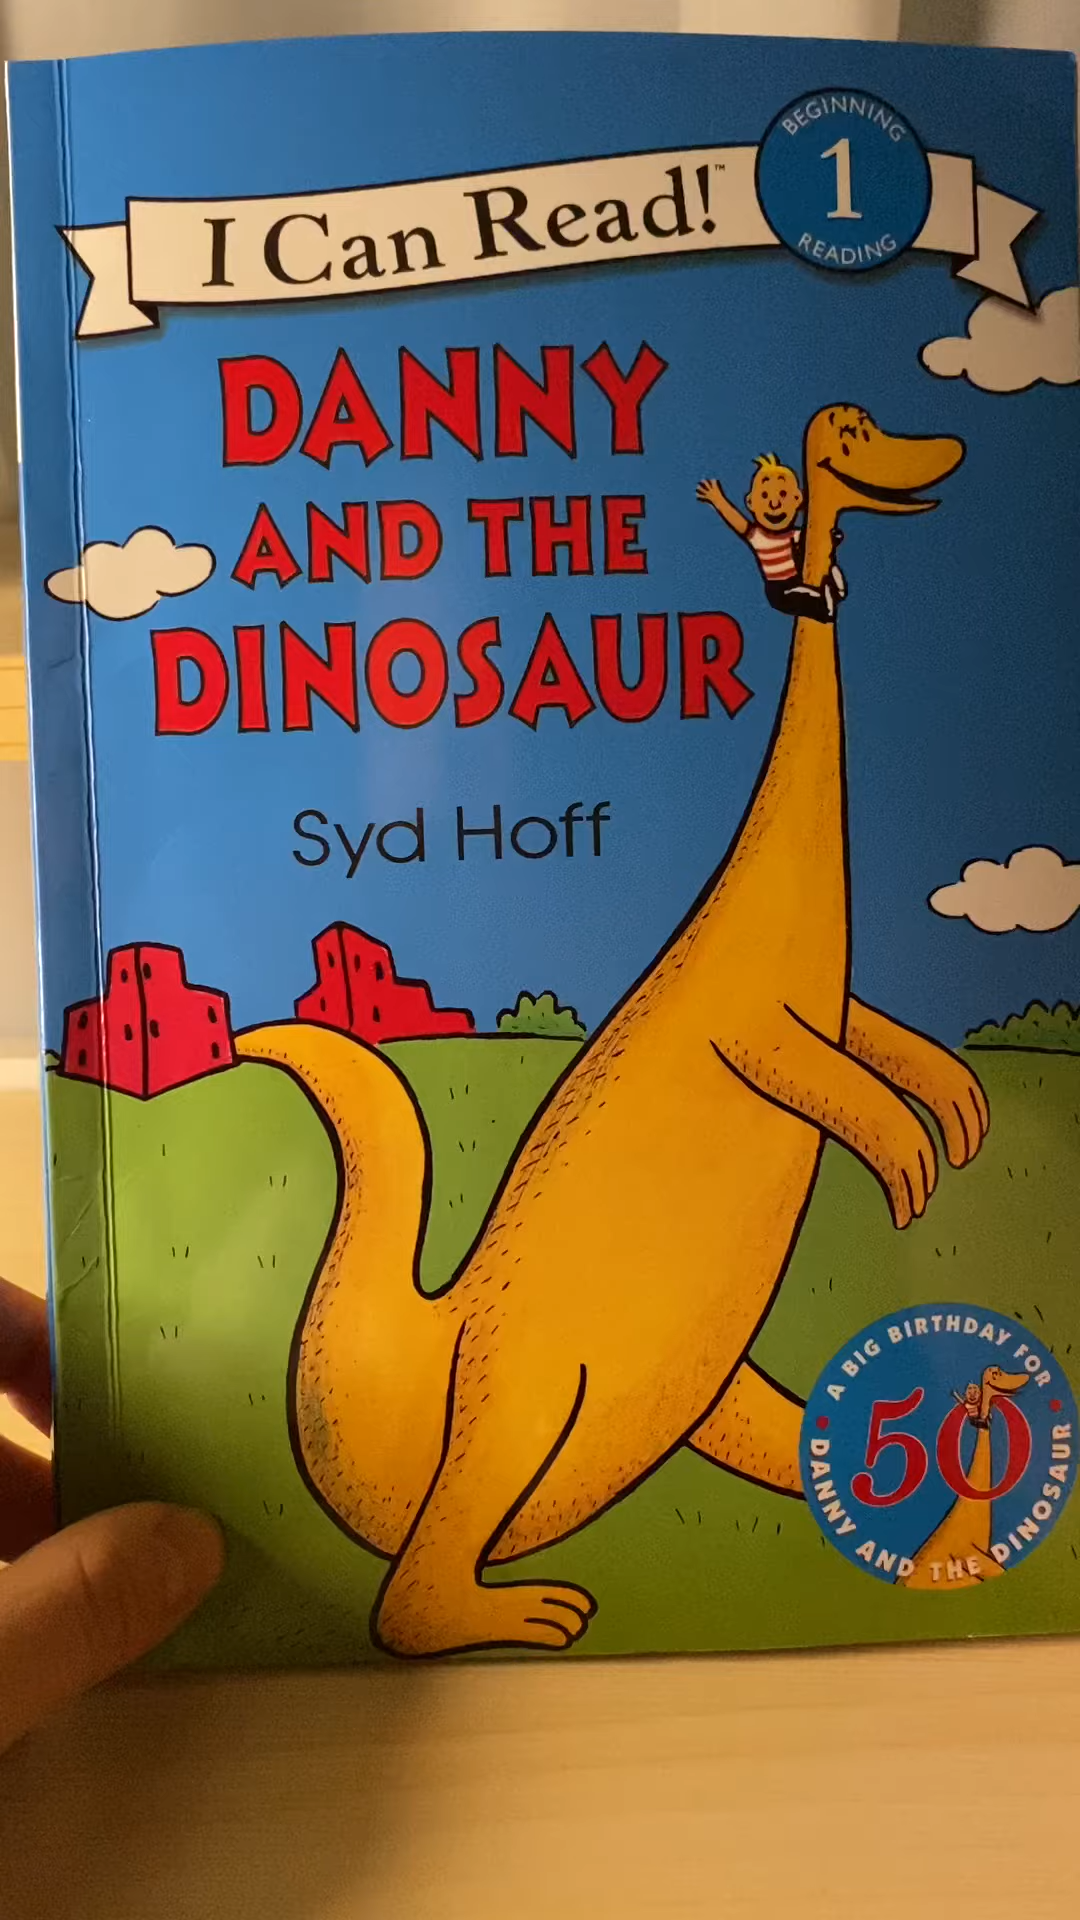 I Can Read!™
BEGINNING
1
READING
DANNY
AND THE
DINOSAUR
Syd Hoff
A BIG BIRTHDAY FOR
50
DANNY AND THE DINOSAUR